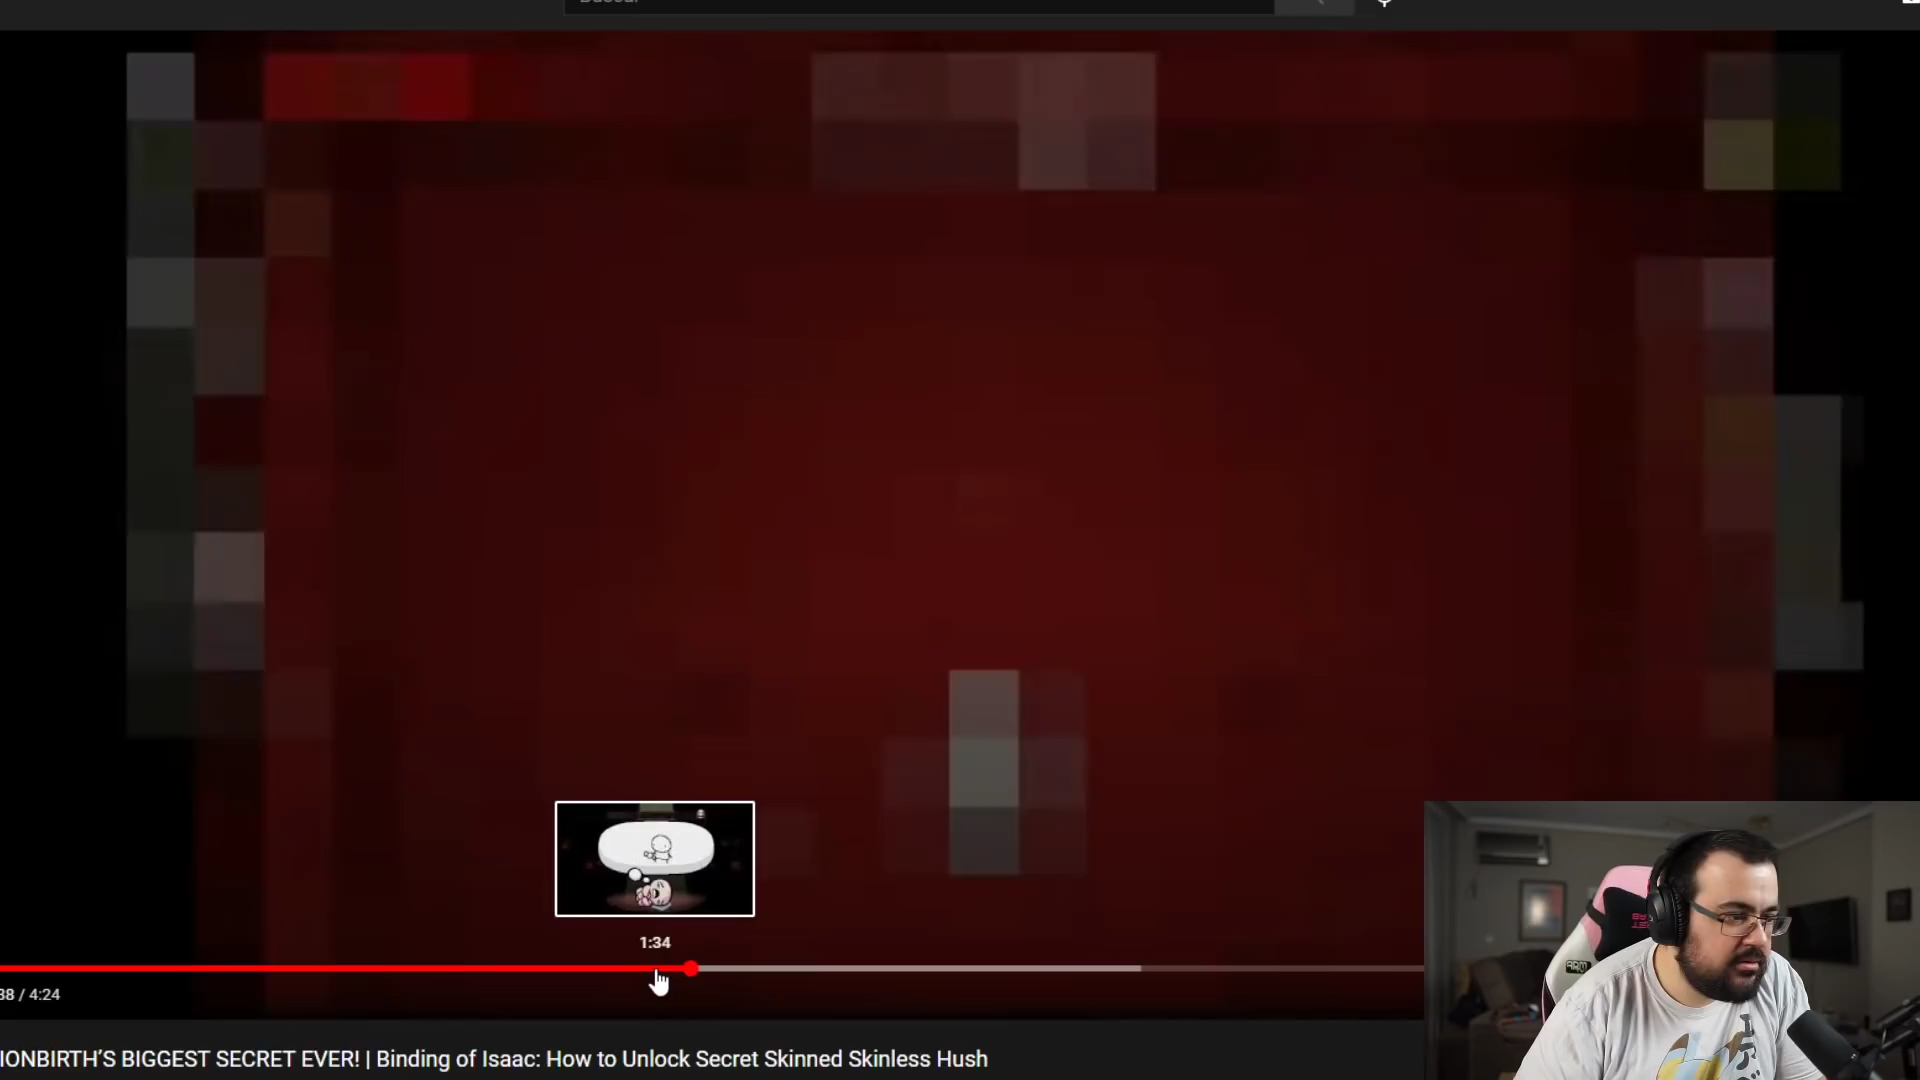 1:34
38 / 4:24
IONBIRTH'S BIGGEST SECRET EVER! | Binding of Isaac: How to Unlock Secret Skinned Skinless Hush